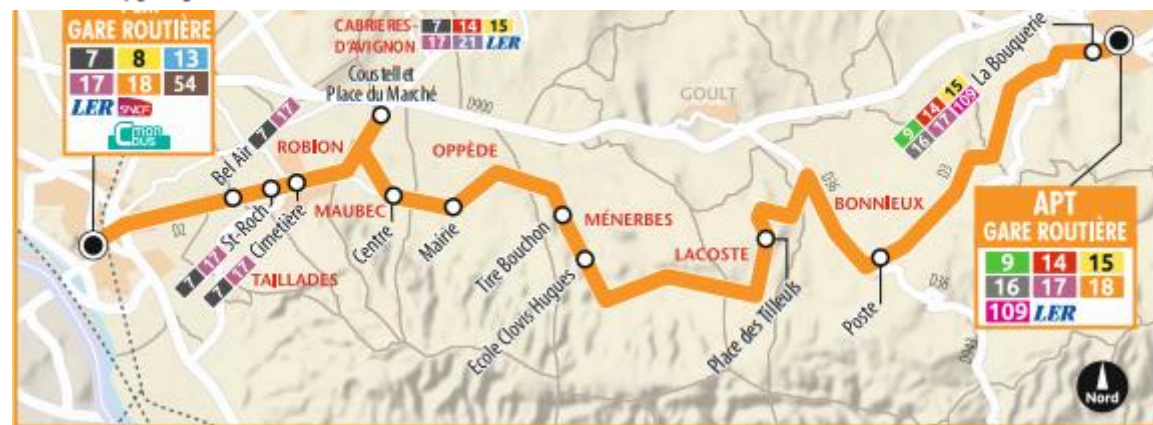 GARE ROUTIÈRE
7 8 13
17 18 54
LER SNCF
C mon bus
CABRIERES- 7 14 15
D'AVIGNON 17 21 LER
Coustellet
Place du Marché
D900
GOULT
9 14 15
16 17 109
La Bouquerie
Bel Air 7 17
ROBION
OPPÈDE
D2
7 17 St-Roch
7 17 Cimetière
MAUBEC
TAILLADES
Centre
Mairie
Tire Bouchon
MÉNERBES
Ecole Clovis Hugues
LACOSTE
Place des Tilleuls
D36
BONNIEUX
D3
Poste
D36
D943
APT
GARE ROUTIÈRE
9 14 15
16 17 18
109 LER
Nord